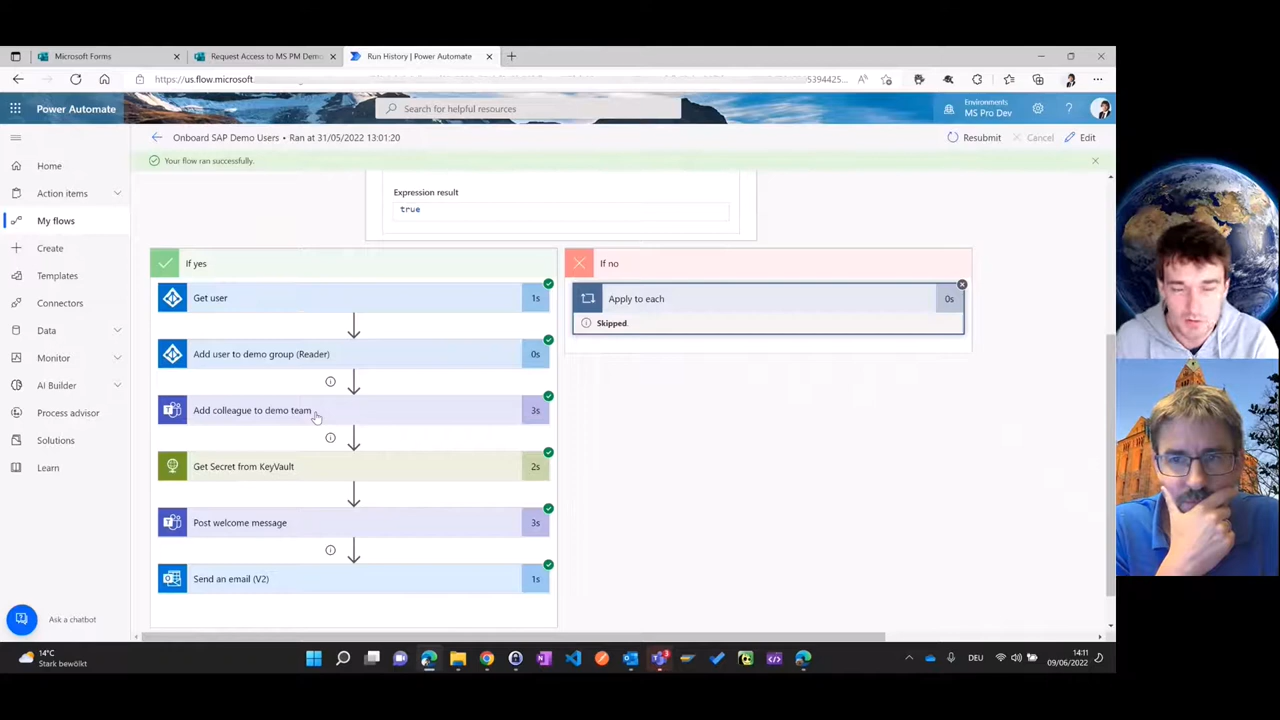 Microsoft Forms
Request Access to MS PM Demo
Run History | Power Automate
https://us.flow.microsoft
5394425...
Power Automate
Search for helpful resources
Environments
MS Pro Dev
Onboard SAP Demo Users • Ran at 31/05/2022 13:01:20
Resubmit
Cancel
Edit
Your flow ran successfully.
Home
Action items
My flows
Create
Templates
Connectors
Data
Monitor
AI Builder
Process advisor
Solutions
Learn
Ask a chatbot
Expression result
true
If yes
Get user
1s
Add user to demo group (Reader)
0s
Add colleague to demo team
3s
Get Secret from KeyVault
2s
Post welcome message
3s
Send an email (V2)
1s
If no
Apply to each
0s
Skipped.
14°C
Stark bewölkt
DEU
14:11
09/06/2022